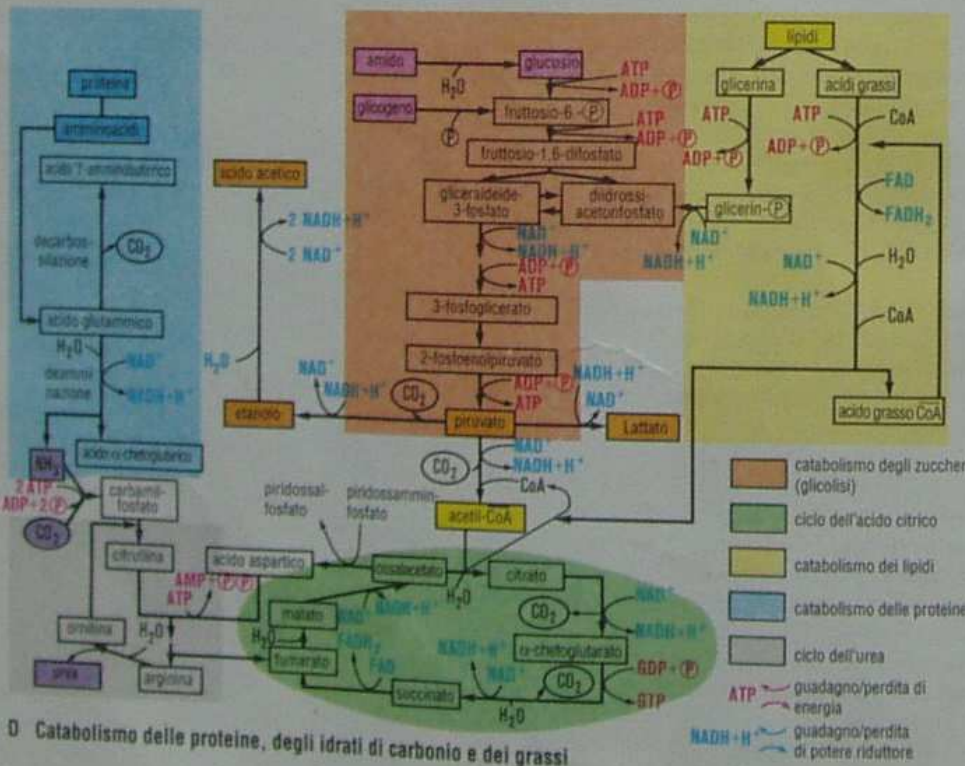 proteine
amminoacidi
acido γ-amminobutirrico
decarbos-
silazione
CO₂
acido glutammico
H₂O
NAD⁺
deammi
nazione
NADH+H⁺
NH₃
acido α-chetoglutarico
2 ATP
ADP+2(P)
CO₂
carbamil-
fosfato
citrullina
AMP+(P)(P)
ATP
ornitina
H₂O
urea
arginina
acido aspartico
acido acetico
2 NADH+H⁺
2 NAD⁺
H₂O
etanolo
NAD⁺
NADH+H⁺
CO₂
amido
H₂O
glucosio
ATP
ADP+(P)
glicogeno
(P)
fruttosio-6-(P)
ATP
ADP+(P)
fruttosio-1,6-difosfato
gliceraldeide-
3-fosfato
diidrossi-
acetonfosfato
NAD⁺
NADH+H⁺
ADP+(P)
ATP
3-fosfoglicerato
2-fosfoenolpiruvato
ADP+(P)
ATP
NADH+H⁺
NAD⁺
piruvato
Lattato
CO₂
NAD⁺
NADH+H⁺
CoA
acetil-CoA
lipidi
glicerina
acidi grassi
ATP
ADP+(P)
ATP
ADP+(P)
CoA
FAD
FADH₂
glicerin-(P)
NAD⁺
NADH+H⁺
NAD⁺
NADH+H⁺
H₂O
CoA
acido grasso CoA
piridossal-
fosfato
piridossammin-
fosfato
ossalacetato
H₂O
citrato
CO₂
NAD⁺
NADH+H⁺
α-chetoglutarato
CO₂
GDP+(P)
GTP
H₂O
NADH+H⁺
NAD⁺
succinato
FADH₂
FAD
fumarato
H₂O
malato
NAD⁺
NADH+H⁺
catabolismo degli zuccher
(glicolisi)
ciclo dell'acido citrico
catabolismo dei lipidi
catabolismo delle proteine
ciclo dell'urea
ATP guadagno/perdita di
energia
NADH+H⁺ guadagno/perdita
di potere riduttore
D Catabolismo delle proteine, degli idrati di carbonio e dei grassi